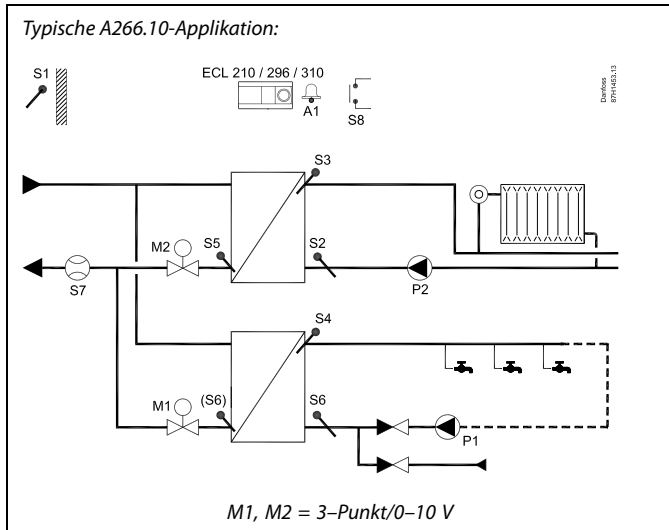 Typische A266.10-Applikation:
S1
ECL 210 / 296 / 310
A1
S8
Danfoss
87H1453.13
S3
M2
S5
S2
S7
P2
S4
M1
(S6)
S6
P1
M1, M2 = 3–Punkt/0–10 V